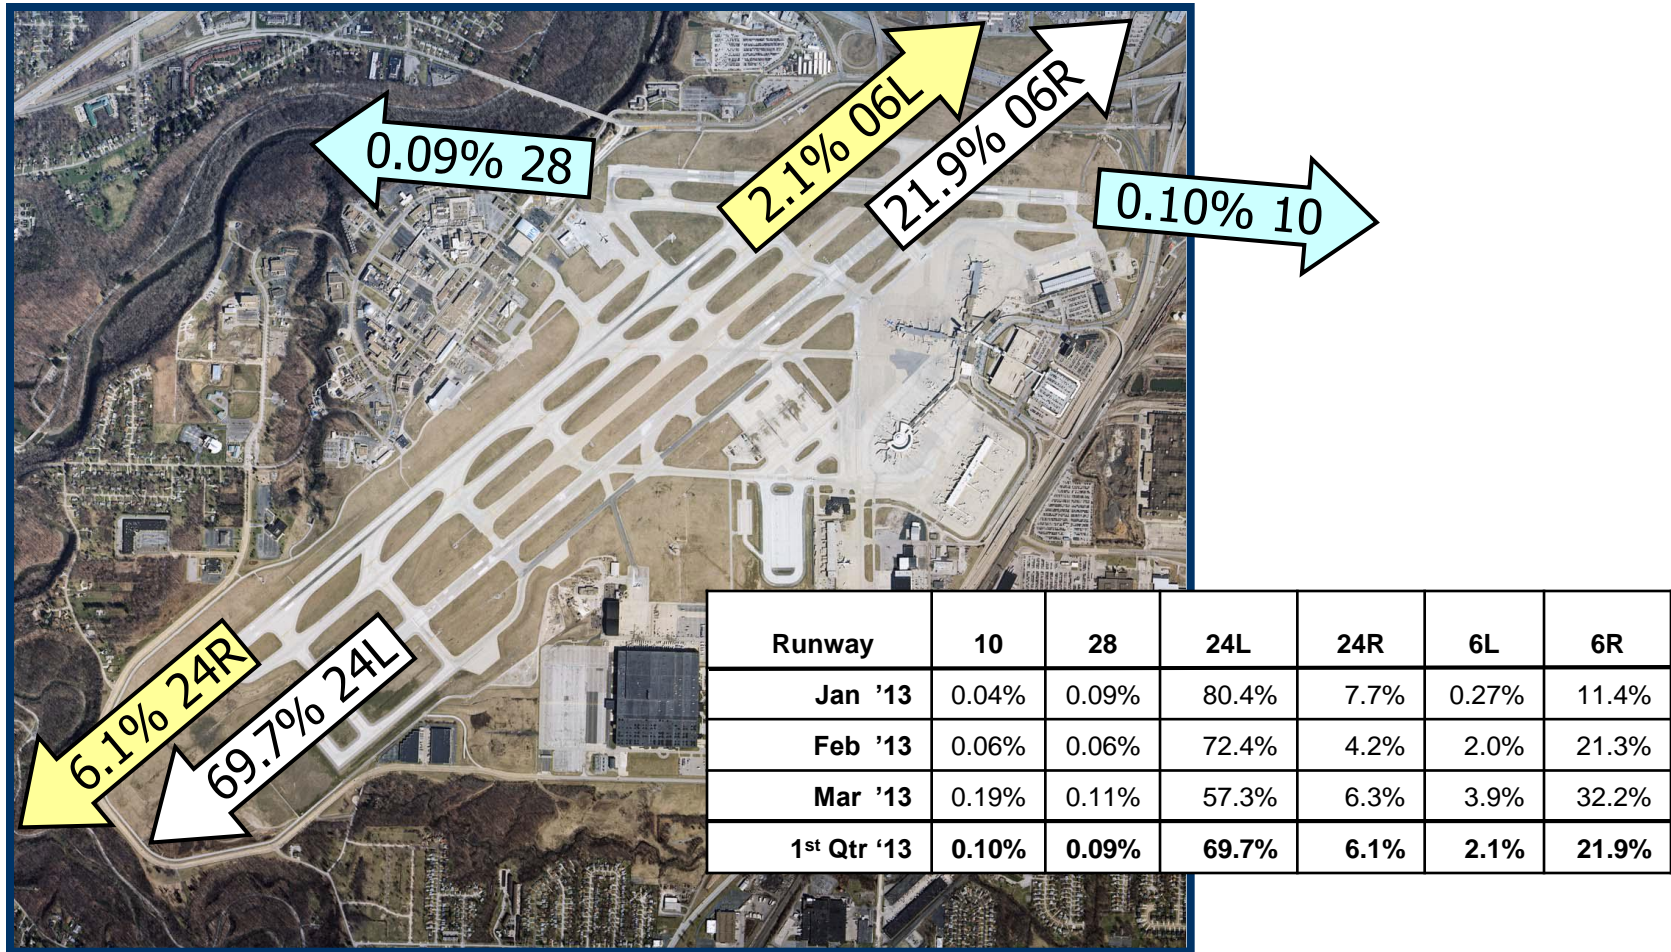 2.1% 06L
21.9% 06R
0.09% 28
0.10% 10
6.1% 24R
69.7% 24L
Runway 10 28 24L 24R 6L 6R
Jan ’13 0.04% 0.09% 80.4% 7.7% 0.27% 11.4%
Feb ’13 0.06% 0.06% 72.4% 4.2% 2.0% 21.3%
Mar ’13 0.19% 0.11% 57.3% 6.3% 3.9% 32.2%
1st Qtr ‘13 0.10% 0.09% 69.7% 6.1% 2.1% 21.9%